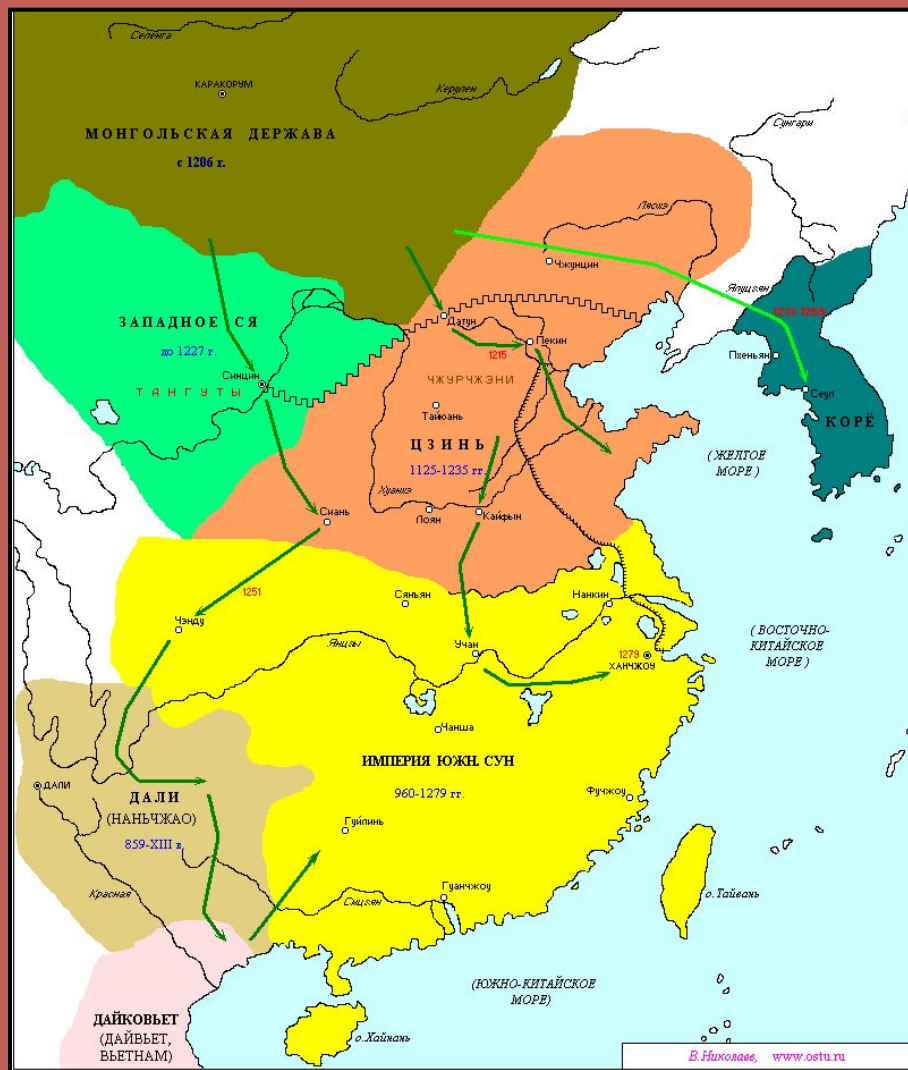 Селенга
КАРАКОРУМ
Керулен
Сунгари
МОНГОЛЬСКАЯ ДЕРЖАВА
с 1206 г.
Ляохэ
Чжунцин
Ялуцзян
1231-1259
ЗАПАДНОЕ СЯ
до 1227 г.
ТАНГУТЫ
Синцин
Датун
1215
Пекин
Пхеньян
Сеул
КОРЁ
ЧЖУРЧЖЭНИ
Тайюань
ЦЗИНЬ
1125-1235 гг.
(ЖЕЛТОЕ
МОРЕ)
Хуанхэ
Лоян
Кайфын
Сиань
1251
Сяньян
Нанкин
Чэнду
Янцзы
Учан
1279
ХАНЧЖОУ
(ВОСТОЧНО-
КИТАЙСКОЕ
МОРЕ)
Чанша
ИМПЕРИЯ ЮЖН. СУН
960-1279 гг.
ДАЛИ
ДАЛИ
(НАНЬЧЖАО)
859-XIII в.
Фучжоу
Гуйлинь
Красная
Гуанчжоу
Сицзян
о.Тайвань
(ЮЖНО-КИТАЙСКОЕ
МОРЕ)
ДАЙКОВЬЕТ
(ДАЙВЬЕТ,
ВЬЕТНАМ)
о.Хайнань
В.Николаев, www.ostu.ru